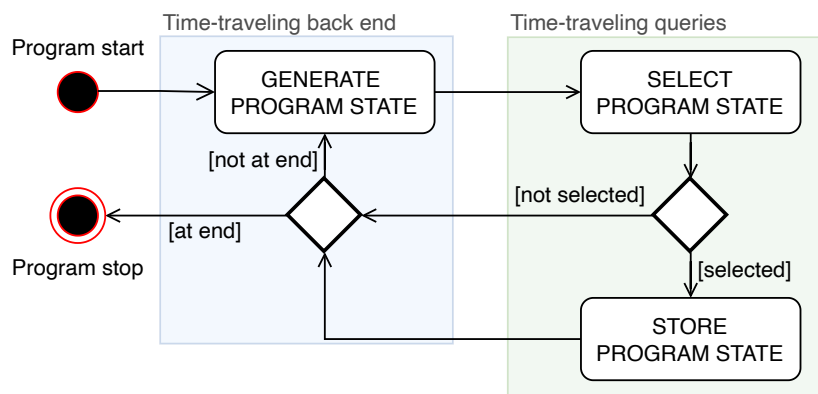 Time-traveling back end
Time-traveling queries
Program start
GENERATE
PROGRAM STATE
SELECT
PROGRAM STATE
[not at end]
[not selected]
[at end]
Program stop
[selected]
STORE
PROGRAM STATE